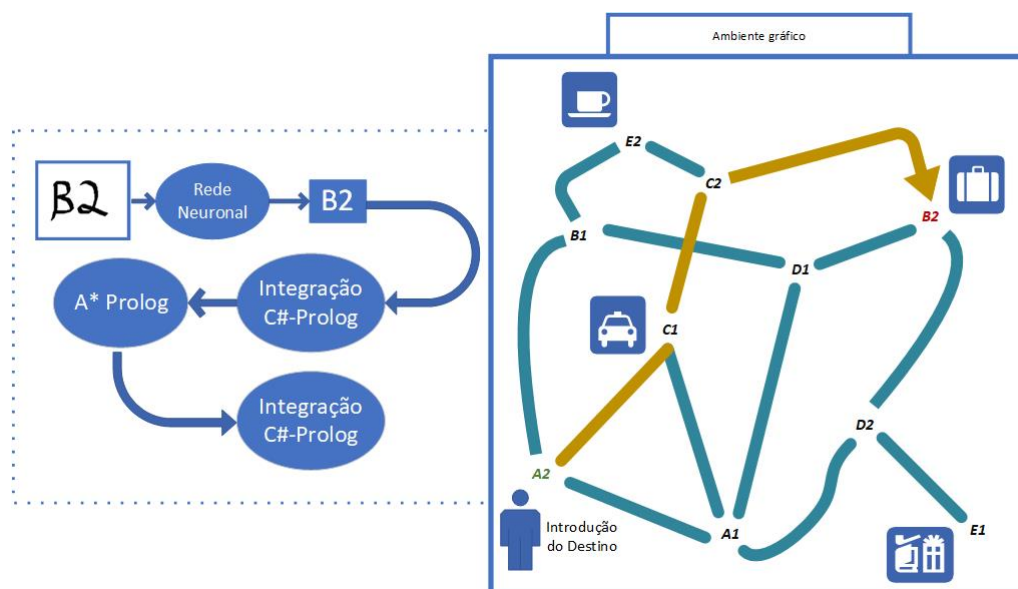 Ambiente gráfico
B2
Rede
Neuronal
B2
Integração
C#-Prolog
A* Prolog
Integração
C#-Prolog
E2
C2
B1
B2
D1
C1
D2
A2
A1
E1
Introdução
do Destino